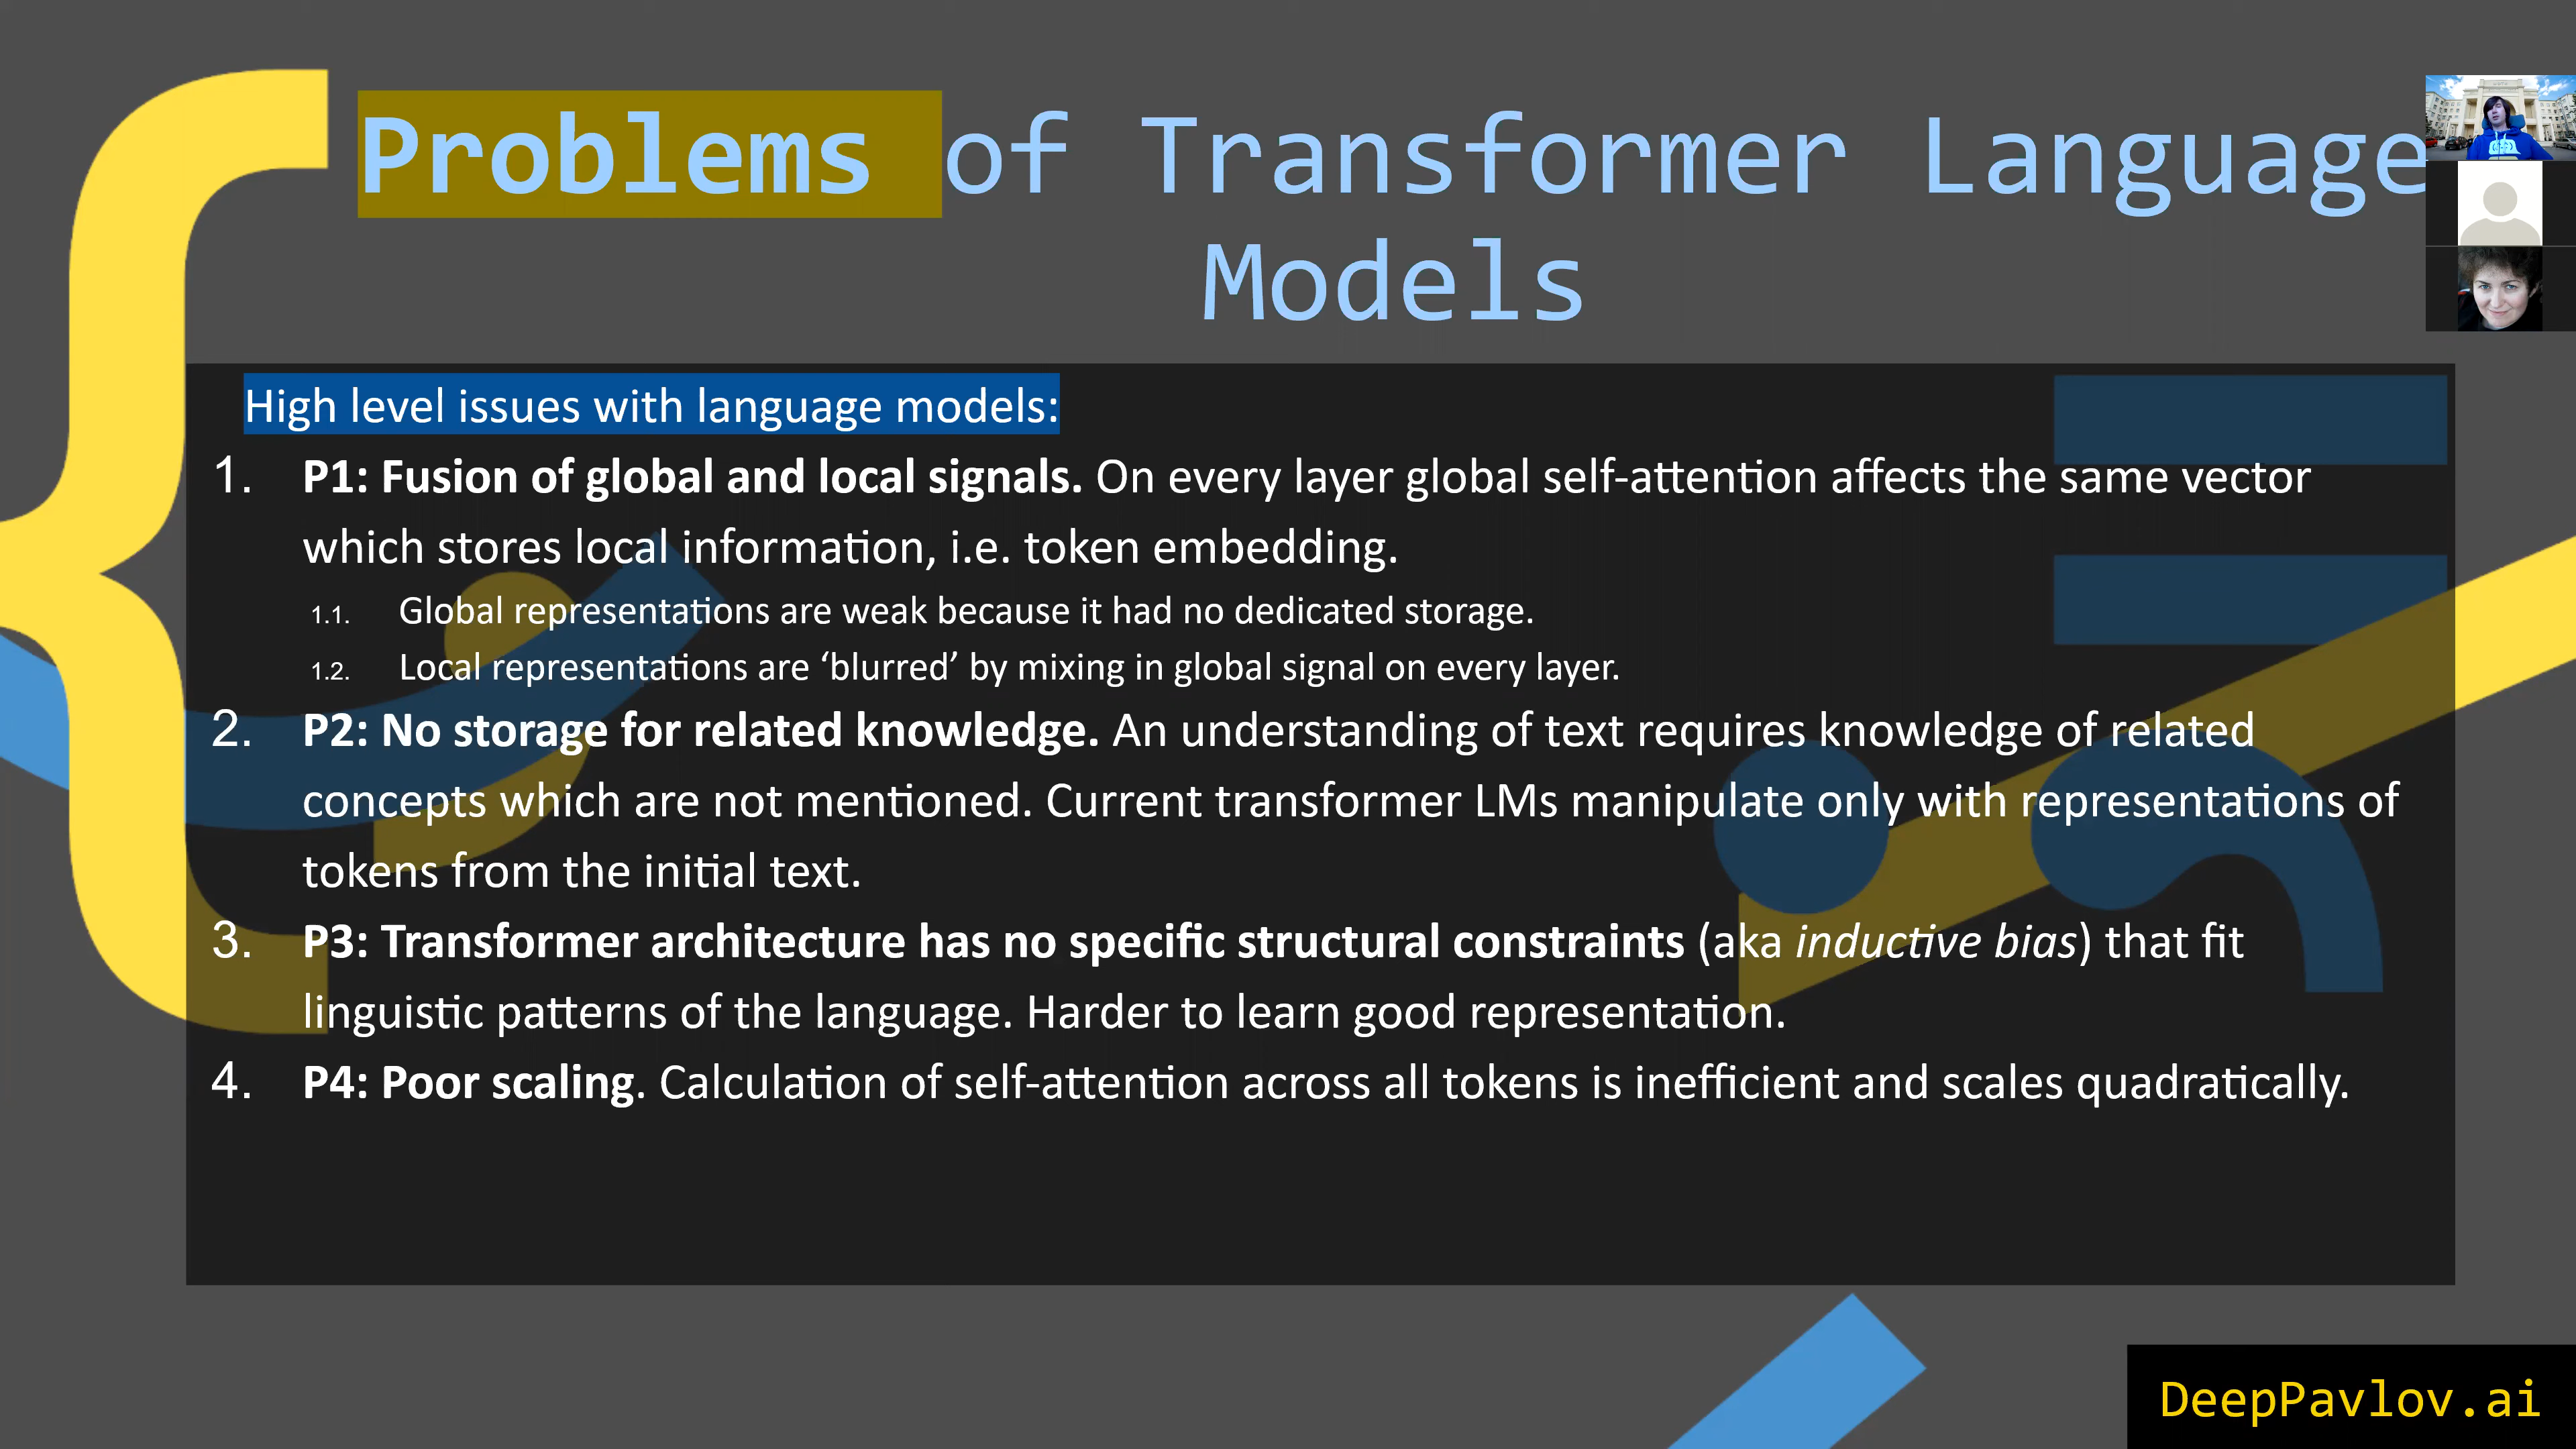 Problems of Transformer Language
Models
High level issues with language models:
1. P1: Fusion of global and local signals. On every layer global self-attention affects the same vector
which stores local information, i.e. token embedding.
1.1. Global representations are weak because it had no dedicated storage.
1.2. Local representations are ‘blurred’ by mixing in global signal on every layer.
2. P2: No storage for related knowledge. An understanding of text requires knowledge of related
concepts which are not mentioned. Current transformer LMs manipulate only with representations of
tokens from the initial text.
3. P3: Transformer architecture has no specific structural constraints (aka inductive bias) that fit
linguistic patterns of the language. Harder to learn good representation.
4. P4: Poor scaling. Calculation of self-attention across all tokens is inefficient and scales quadratically.
DeepPavlov.ai